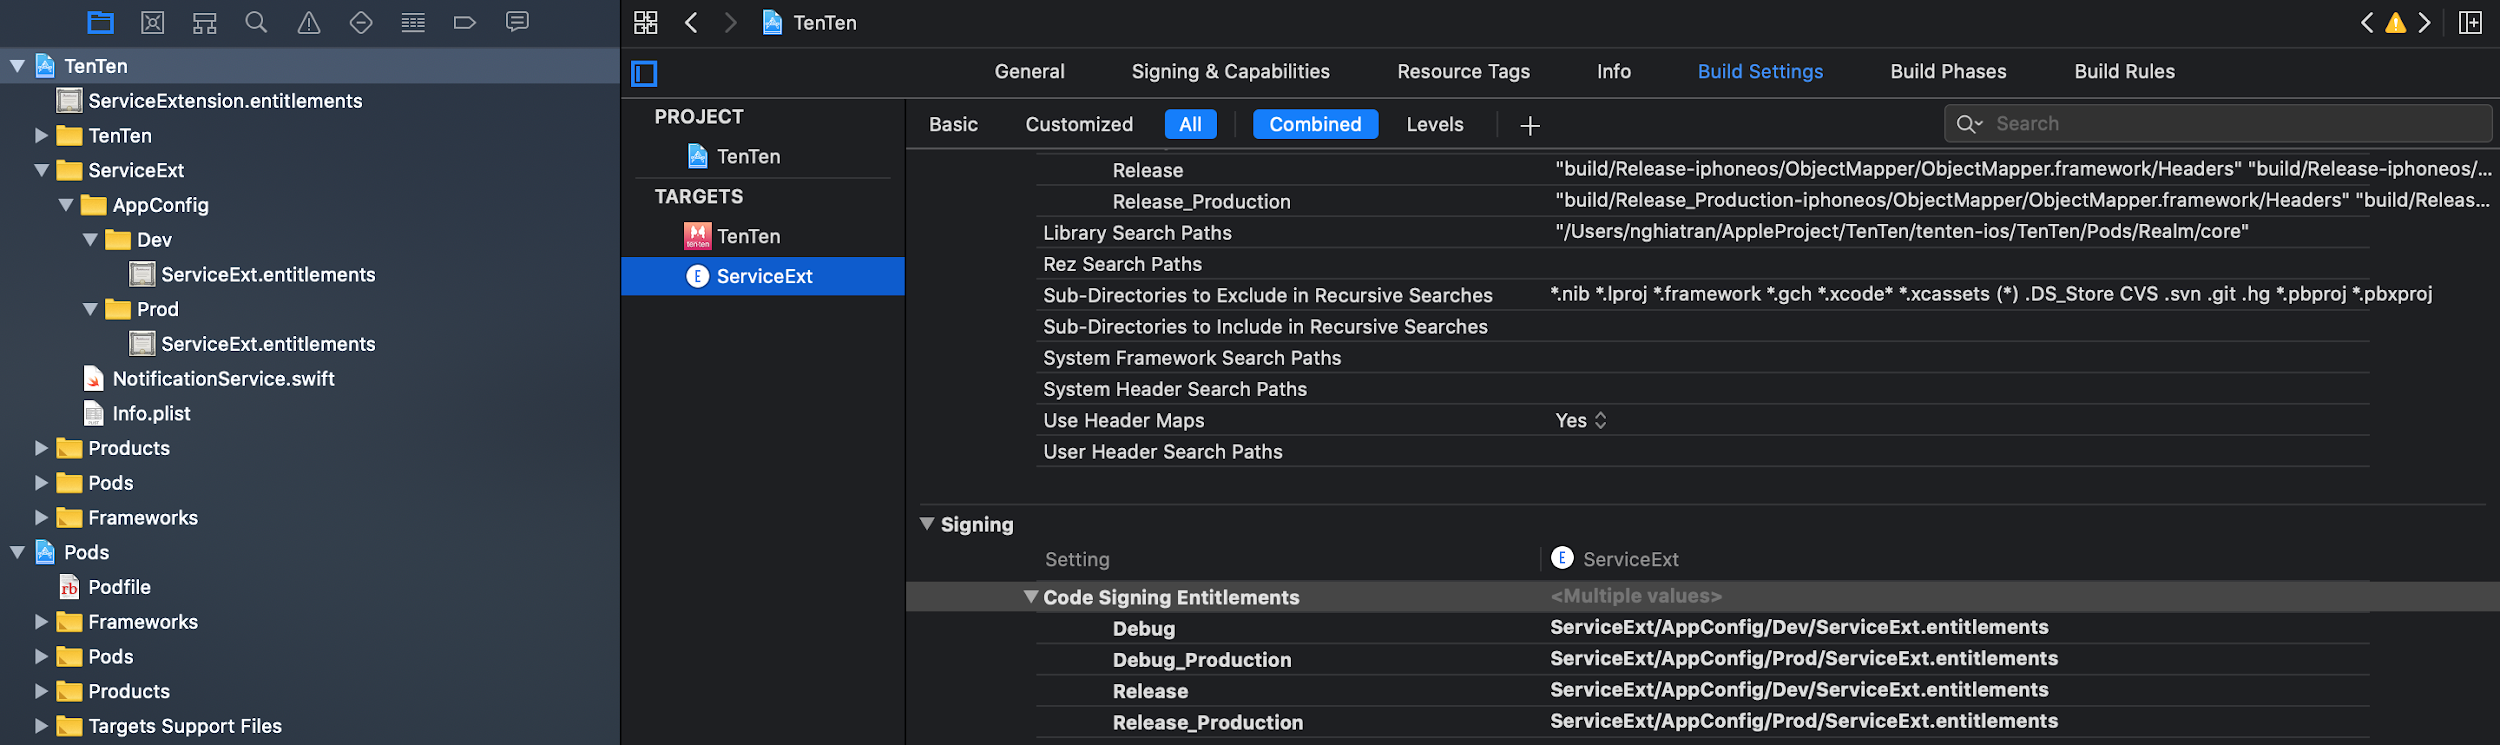 TenTen
TenTen
ServiceExtension.entitlements
TenTen
ServiceExt
AppConfig
Dev
ServiceExt.entitlements
Prod
ServiceExt.entitlements
NotificationService.swift
Info.plist
Products
Pods
Frameworks
Pods
Podfile
Frameworks
Pods
Products
Targets Support Files
General Signing & Capabilities Resource Tags Info Build Settings Build Phases Build Rules
PROJECT
TenTen
TARGETS
TenTen
ServiceExt
Basic Customized All Combined Levels Search
Release "build/Release-iphoneos/ObjectMapper/ObjectMapper.framework/Headers" "build/Release-iphoneos/...
Release_Production "build/Release_Production-iphoneos/ObjectMapper/ObjectMapper.framework/Headers" "build/Releas...
Library Search Paths "/Users/nghiatran/AppleProject/TenTen/tenten-ios/TenTen/Pods/Realm/core"
Rez Search Paths
Sub-Directories to Exclude in Recursive Searches *.nib *.lproj *.framework *.gch *.xcode* *.xcassets (*) .DS_Store CVS .svn .git .hg *.pbproj *.pbxproj
Sub-Directories to Include in Recursive Searches
System Framework Search Paths
System Header Search Paths
Use Header Maps Yes
User Header Search Paths
Signing
Setting E ServiceExt
Code Signing Entitlements <Multiple values>
Debug ServiceExt/AppConfig/Dev/ServiceExt.entitlements
Debug_Production ServiceExt/AppConfig/Prod/ServiceExt.entitlements
Release ServiceExt/AppConfig/Dev/ServiceExt.entitlements
Release_Production ServiceExt/AppConfig/Prod/ServiceExt.entitlements